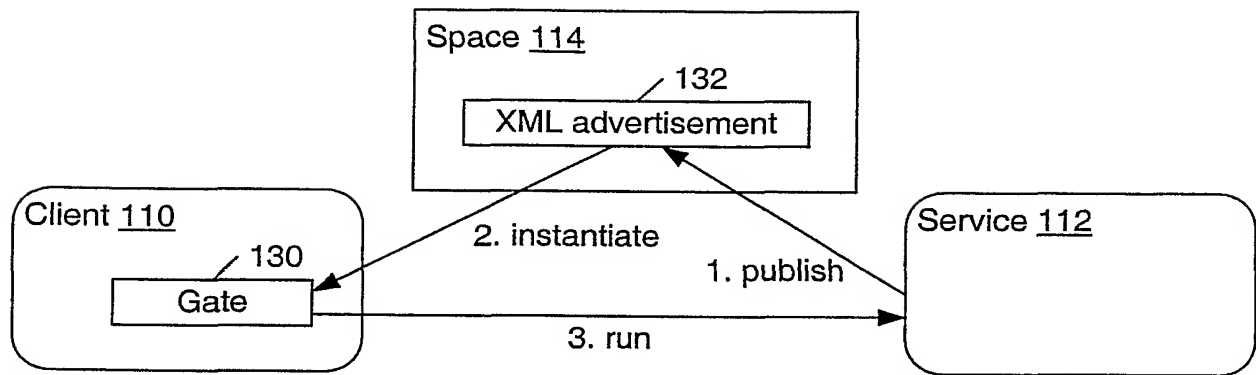 Space 114
132
XML advertisement
Client 110
130
Gate
2. instantiate
1. publish
Service 112
3. run